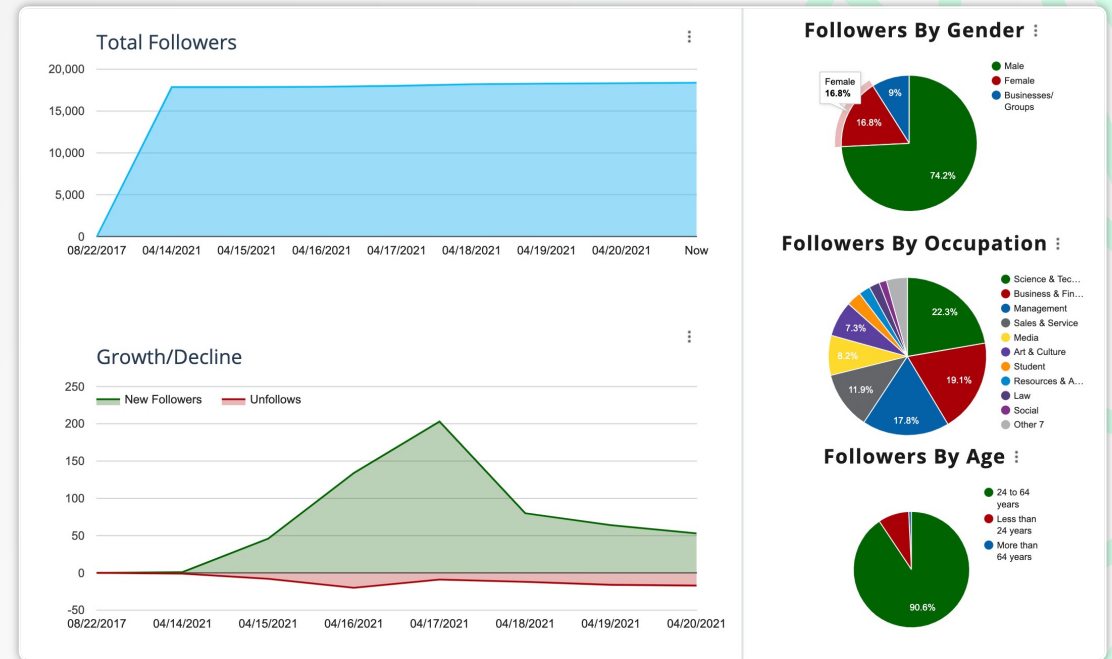 Total Followers
20,000
15,000
10,000
5,000
0
08/22/2017 04/14/2021 04/15/2021 04/16/2021 04/17/2021 04/18/2021 04/19/2021 04/20/2021 Now
Growth/Decline
250
New Followers Unfollows
200
150
100
50
0
-50
08/22/2017 04/14/2021 04/15/2021 04/16/2021 04/17/2021 04/18/2021 04/19/2021 04/20/2021
Followers By Gender
Female
16.8%
9%
16.8%
74.2%
Male
Female
Businesses/
Groups
Followers By Occupation
22.3%
19.1%
17.8%
11.9%
8.2%
7.3%
Science & Tec...
Business & Fin...
Management
Sales & Service
Media
Art & Culture
Student
Resources & A...
Law
Social
Other 7
Followers By Age
90.6%
24 to 64
years
Less than
24 years
More than
64 years